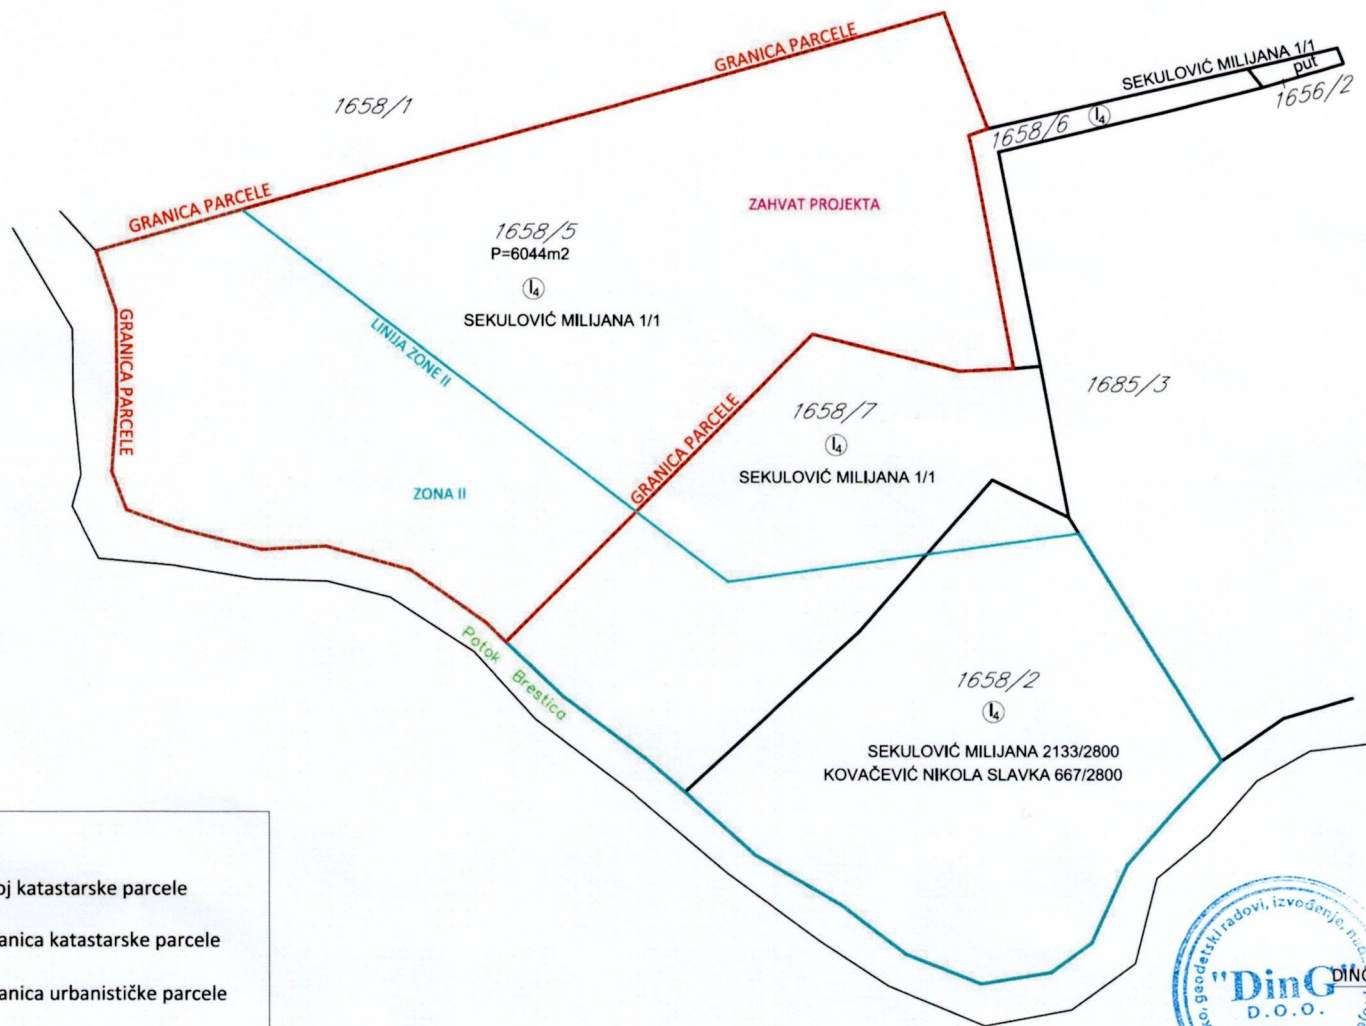 GRANICA PARCELE
SEKULOVIĆ MILIJANA 1/1
put
1656/2
1658/1
1658/6
I4
GRANICA PARCELE
ZAHVAT PROJEKTA
1658/5
P=6044m2
I4
SEKULOVIĆ MILIJANA 1/1
GRANICA PARCELE
LINIJA ZONE II
1685/3
1658/7
I4
SEKULOVIĆ MILIJANA 1/1
GRANICA PARCELE
ZONA II
Potok Brestica
1658/2
I4
SEKULOVIĆ MILIJANA 2133/2800
KOVAČEVIĆ NIKOLA SLAVKA 667/2800
oj katastarske parcele
anica katastarske parcele
anica urbanističke parcele
geodetski radovi, izvođenje,
"DinG"
D.O.O.